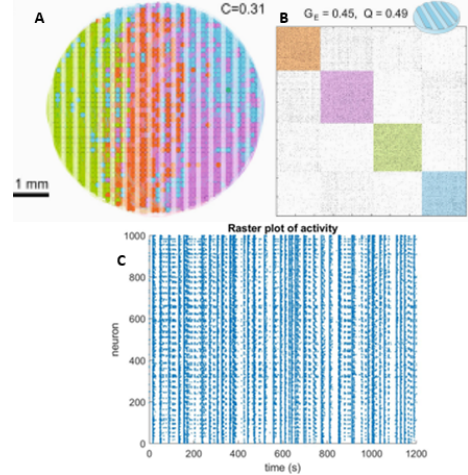 A
C=0.31
1 mm
B
G_E = 0.45, Q = 0.49
Raster plot of activity
C
1000
800
600
400
200
0
neuron
0 200 400 600 800 1000 1200
time (s)